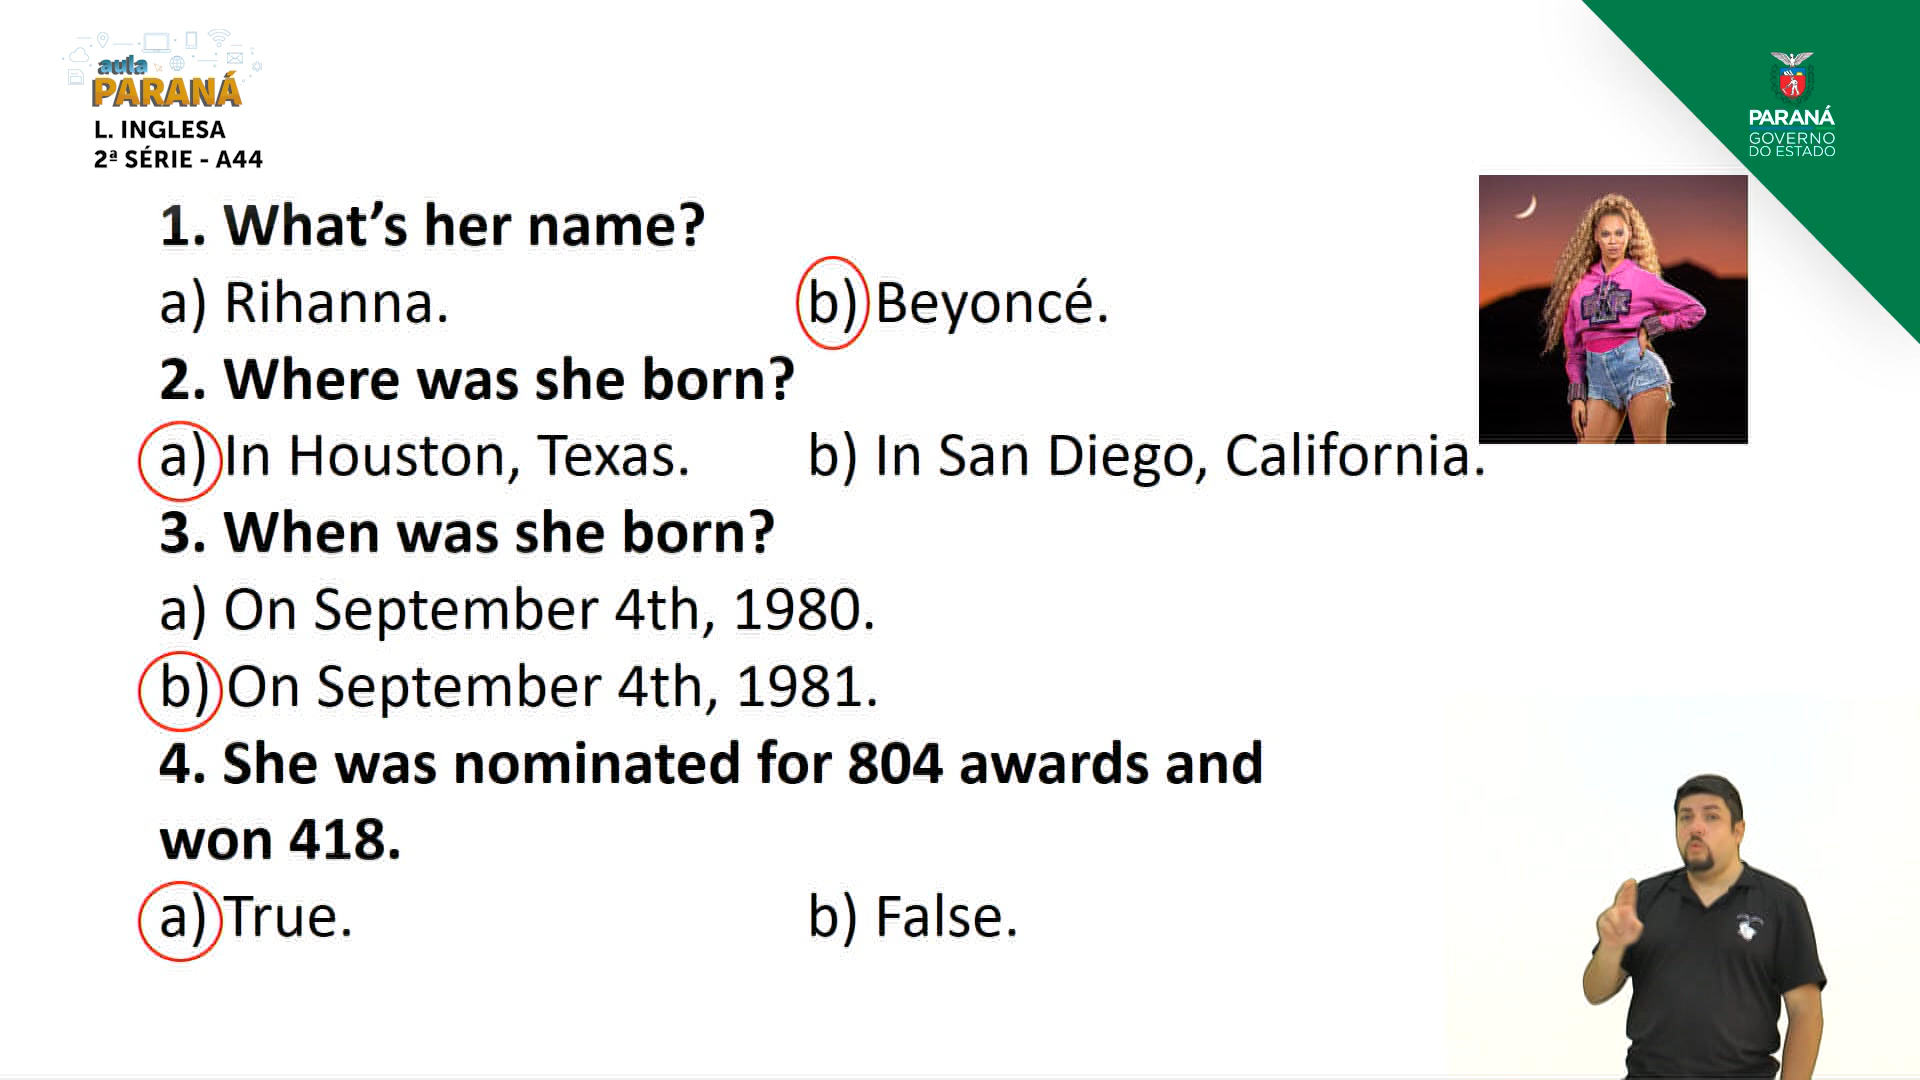 aula
PARANÁ
L. INGLESA
2ª SÉRIE - A44
PARANÁ
GOVERNO
DO ESTADO
1. What's her name?
a) Rihanna. b) Beyoncé.
2. Where was she born?
a) In Houston, Texas. b) In San Diego, California.
3. When was she born?
a) On September 4th, 1980.
b) On September 4th, 1981.
4. She was nominated for 804 awards and
won 418.
a) True. b) False.